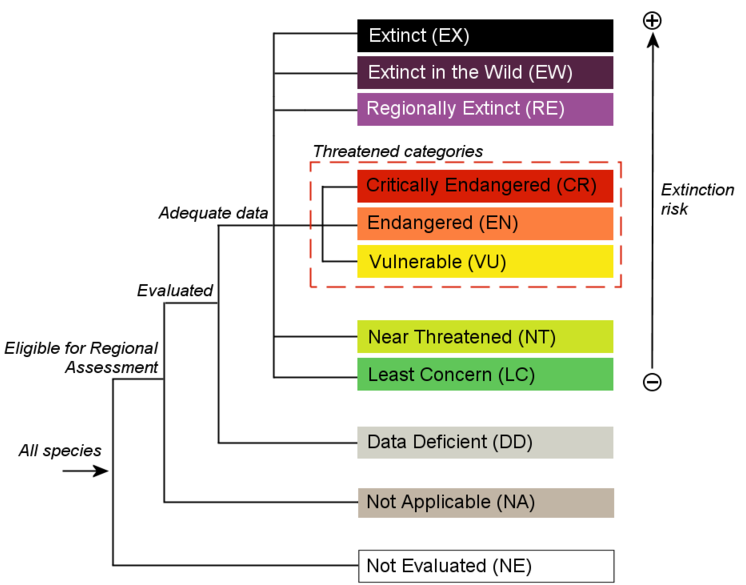 Extinct (EX)
Extinct in the Wild (EW)
Regionally Extinct (RE)
Threatened categories
Critically Endangered (CR)
Extinction
risk
Adequate data
Endangered (EN)
Vulnerable (VU)
Evaluated
Near Threatened (NT)
Eligible for Regional
Assessment
Least Concern (LC)
Data Deficient (DD)
All species
Not Applicable (NA)
Not Evaluated (NE)